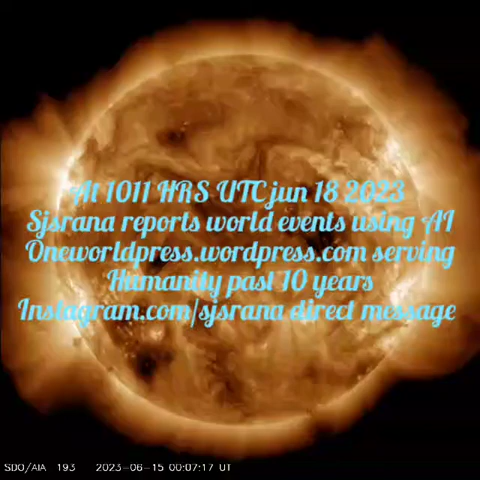 At 1011 HRS UTC jun 18 2023
Sjsrana reports world events using AI
Oneworldpress.wordpress.com serving
Humanity past 10 years
Instagram.com/sjsrana direct message
SDO/AIA 193 2023-06-15 00:07:17 UT